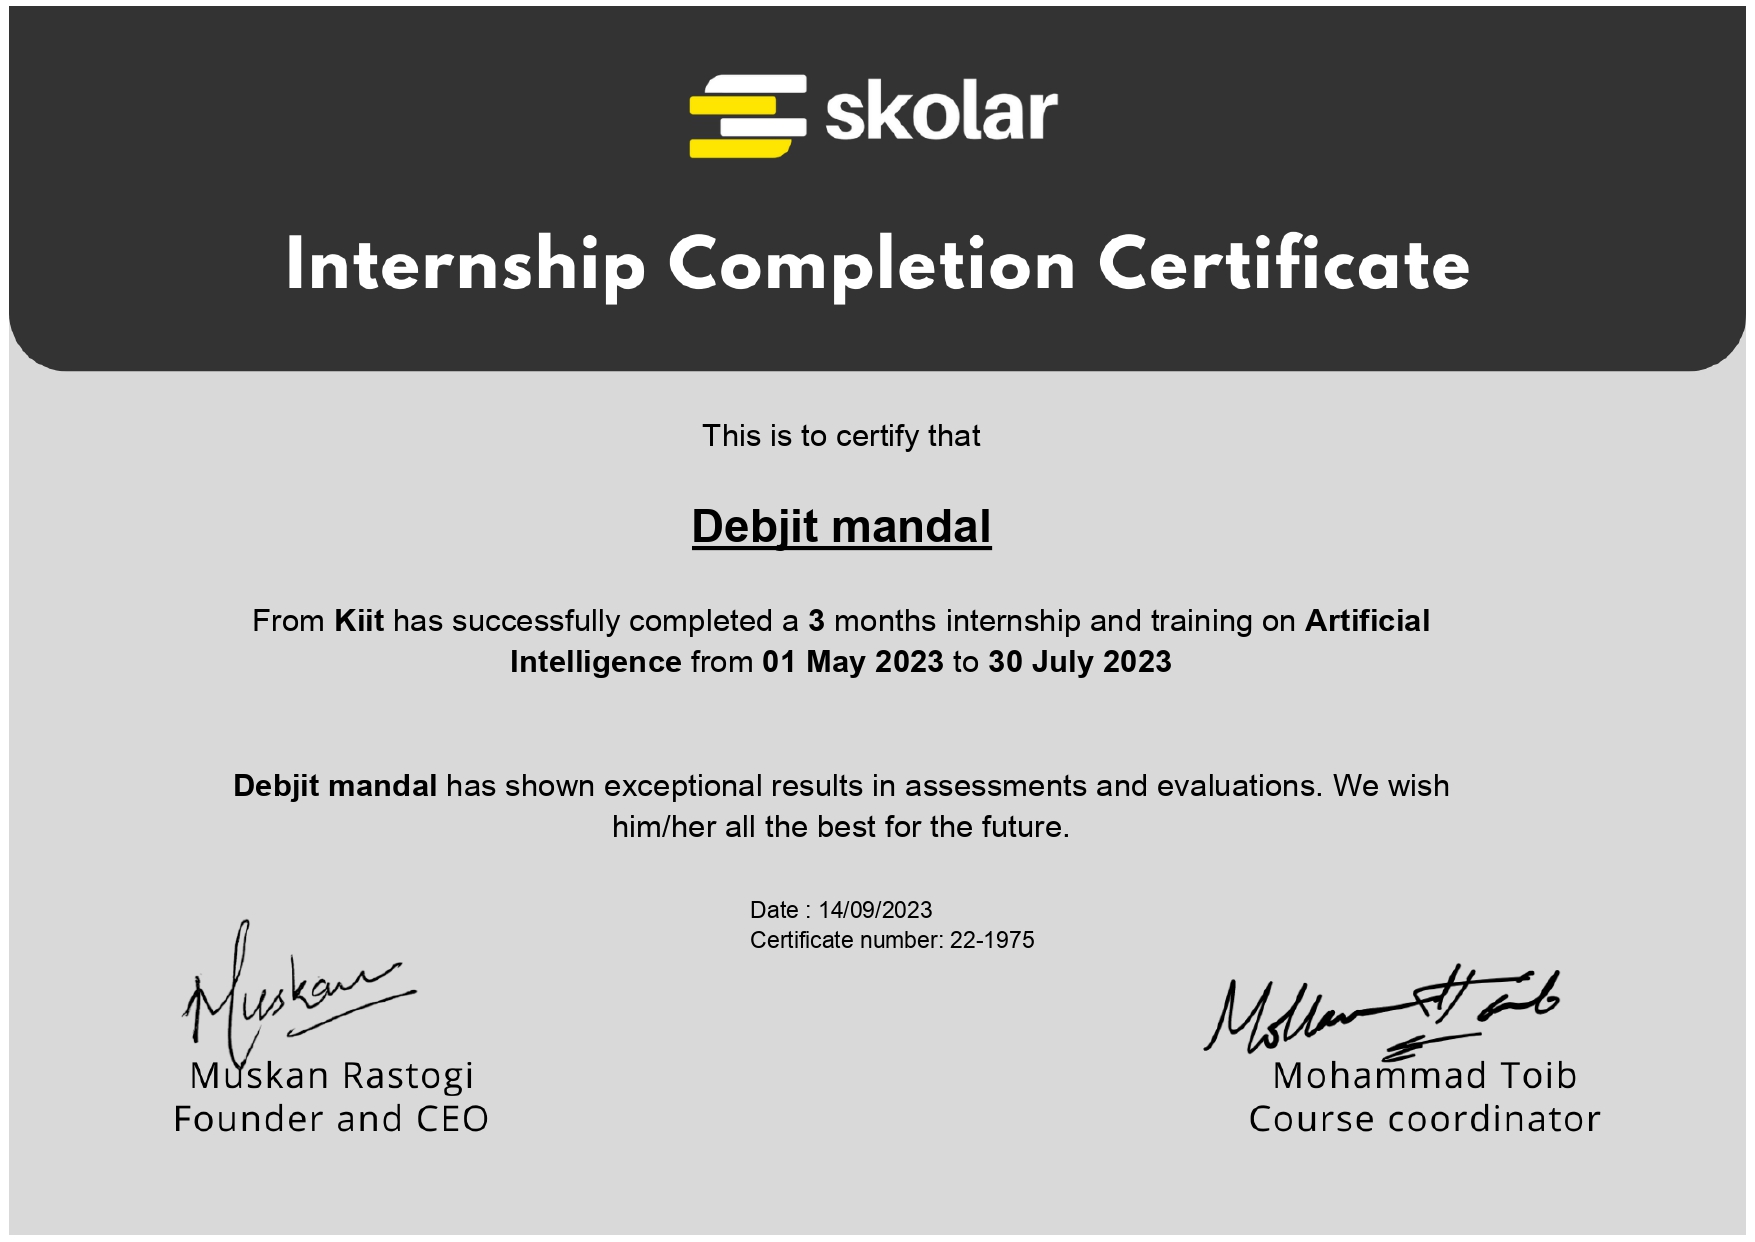 skolar
Internship Completion Certificate
This is to certify that
Debjit mandal
From Kiit has successfully completed a 3 months internship and training on Artificial
Intelligence from 01 May 2023 to 30 July 2023
Debjit mandal has shown exceptional results in assessments and evaluations. We wish
him/her all the best for the future.
Date : 14/09/2023
Certificate number: 22-1975
Muskan
Mohammad Toib
Muskan Rastogi
Founder and CEO
Mohammad Toib
Course coordinator